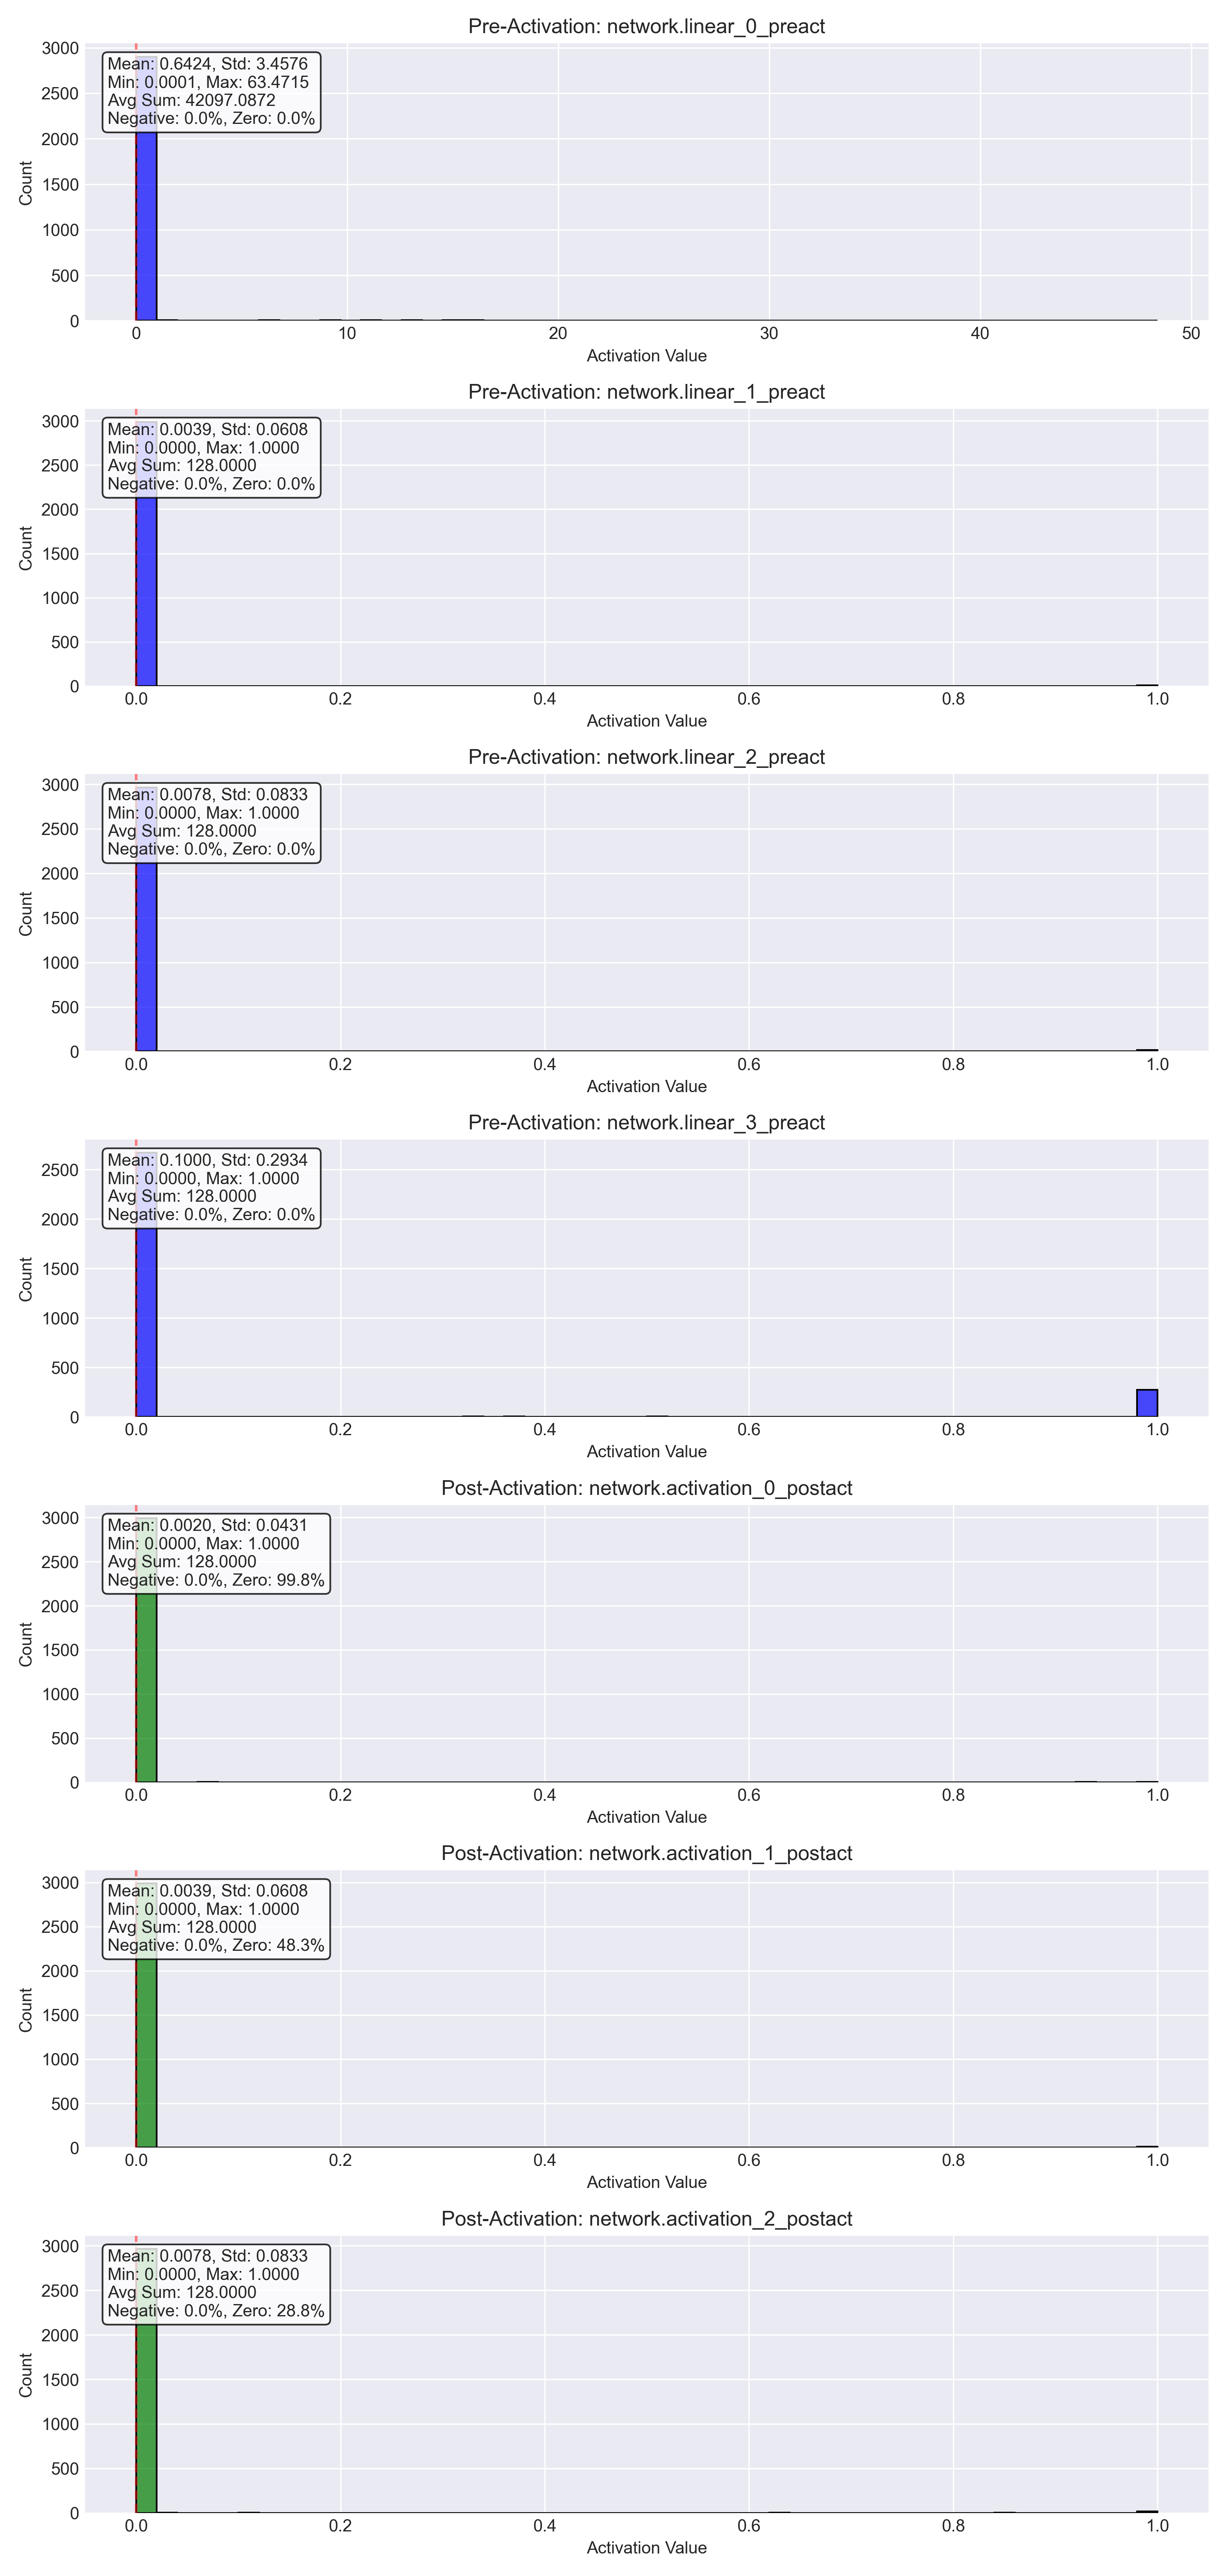 Pre-Activation: network.linear_0_preact
Mean: 0.6424, Std: 3.4576
Min: 0.0001, Max: 63.4715
Avg Sum: 42097.0872
Negative: 0.0%, Zero: 0.0%
3000
2500
2000
1500
1000
500
0
Count
0 10 20 30 40 50
Activation Value
Pre-Activation: network.linear_1_preact
Mean: 0.0039, Std: 0.0608
Min: 0.0000, Max: 1.0000
Avg Sum: 128.0000
Negative: 0.0%, Zero: 0.0%
3000
2500
2000
1500
1000
500
0
Count
0.0 0.2 0.4 0.6 0.8 1.0
Activation Value
Pre-Activation: network.linear_2_preact
Mean: 0.0078, Std: 0.0833
Min: 0.0000, Max: 1.0000
Avg Sum: 128.0000
Negative: 0.0%, Zero: 0.0%
3000
2500
2000
1500
1000
500
0
Count
0.0 0.2 0.4 0.6 0.8 1.0
Activation Value
Pre-Activation: network.linear_3_preact
Mean: 0.1000, Std: 0.2934
Min: 0.0000, Max: 1.0000
Avg Sum: 128.0000
Negative: 0.0%, Zero: 0.0%
2500
2000
1500
1000
500
0
Count
0.0 0.2 0.4 0.6 0.8 1.0
Activation Value
Post-Activation: network.activation_0_postact
Mean: 0.0020, Std: 0.0431
Min: 0.0000, Max: 1.0000
Avg Sum: 128.0000
Negative: 0.0%, Zero: 99.8%
3000
2500
2000
1500
1000
500
0
Count
0.0 0.2 0.4 0.6 0.8 1.0
Activation Value
Post-Activation: network.activation_1_postact
Mean: 0.0039, Std: 0.0608
Min: 0.0000, Max: 1.0000
Avg Sum: 128.0000
Negative: 0.0%, Zero: 48.3%
3000
2500
2000
1500
1000
500
0
Count
0.0 0.2 0.4 0.6 0.8 1.0
Activation Value
Post-Activation: network.activation_2_postact
Mean: 0.0078, Std: 0.0833
Min: 0.0000, Max: 1.0000
Avg Sum: 128.0000
Negative: 0.0%, Zero: 28.8%
3000
2500
2000
1500
1000
500
0
Count
0.0 0.2 0.4 0.6 0.8 1.0
Activation Value